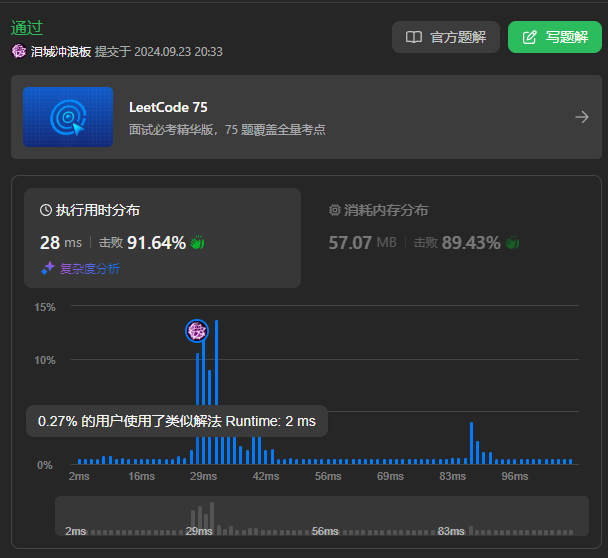 通过
泪城冲浪板 提交于 2024.09.23 20:33
官方题解
写题解
LeetCode 75
面试必考精华版，75 题覆盖全量考点
执行用时分布
28 ms 击败 91.64%
复杂度分析
消耗内存分布
57.07 MB 击败 89.43%
15%
10%
0.27% 的用户使用了类似解法 Runtime: 2 ms
0%
2ms 16ms 29ms 42ms 56ms 69ms 83ms 96ms
2ms 29ms 56ms 83ms